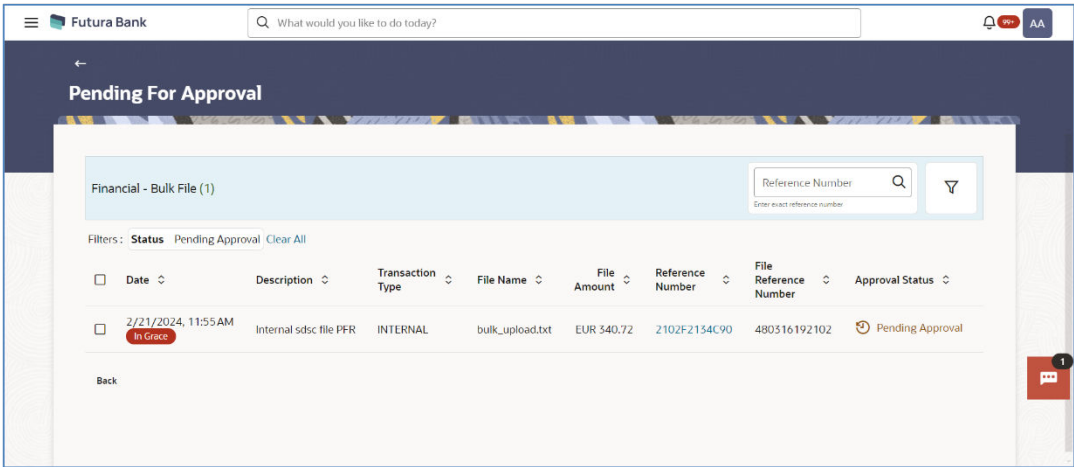 Futura Bank
What would you like to do today?
99+
AA
Pending For Approval
Financial - Bulk File (1)
Reference Number
Enter exact reference number
Filters : Status Pending Approval Clear All
Date Description Transaction Type File Name File Amount Reference Number File Reference Number Approval Status
2/21/2024, 11:55 AM Internal sdsc file PFR INTERNAL bulk_upload.txt EUR 340.72 2102F2134C90 480316192102 Pending Approval
In Grace
1
Back